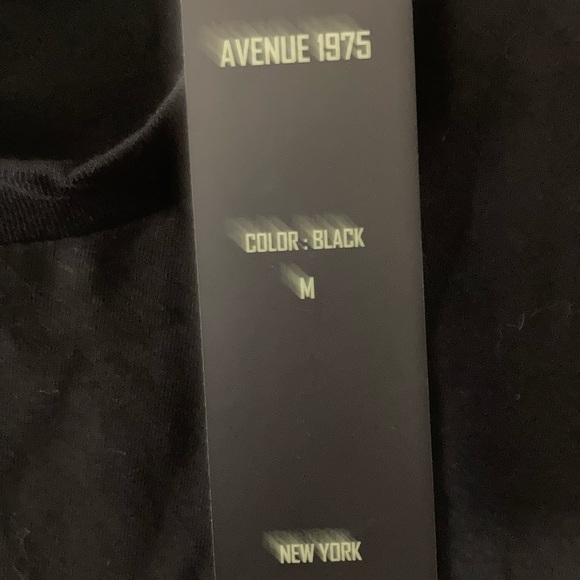 AVENUE 1975
COLOR : BLACK
M
NEW YORK